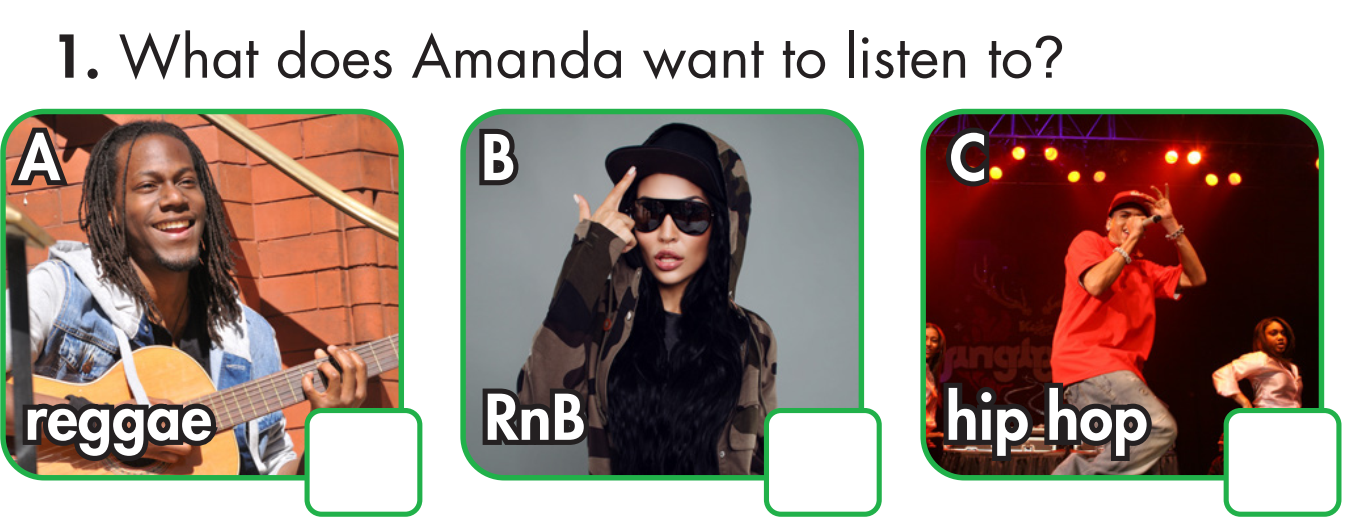 1. What does Amanda want to listen to?
A
B
C
reggae
RnB
hip hop